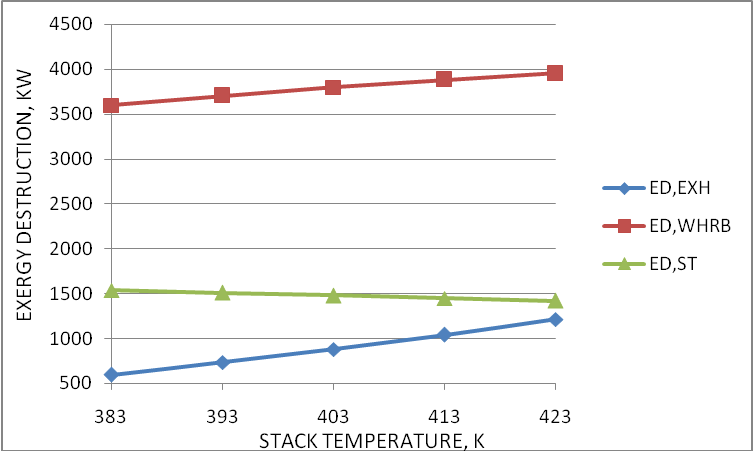 4500
4000
3500
3000
2500
2000
1500
1000
500
EXERGY DESTRUCTION, KW
383 393 403 413 423
STACK TEMPERATURE, K
ED,EXH
ED,WHRB
ED,ST